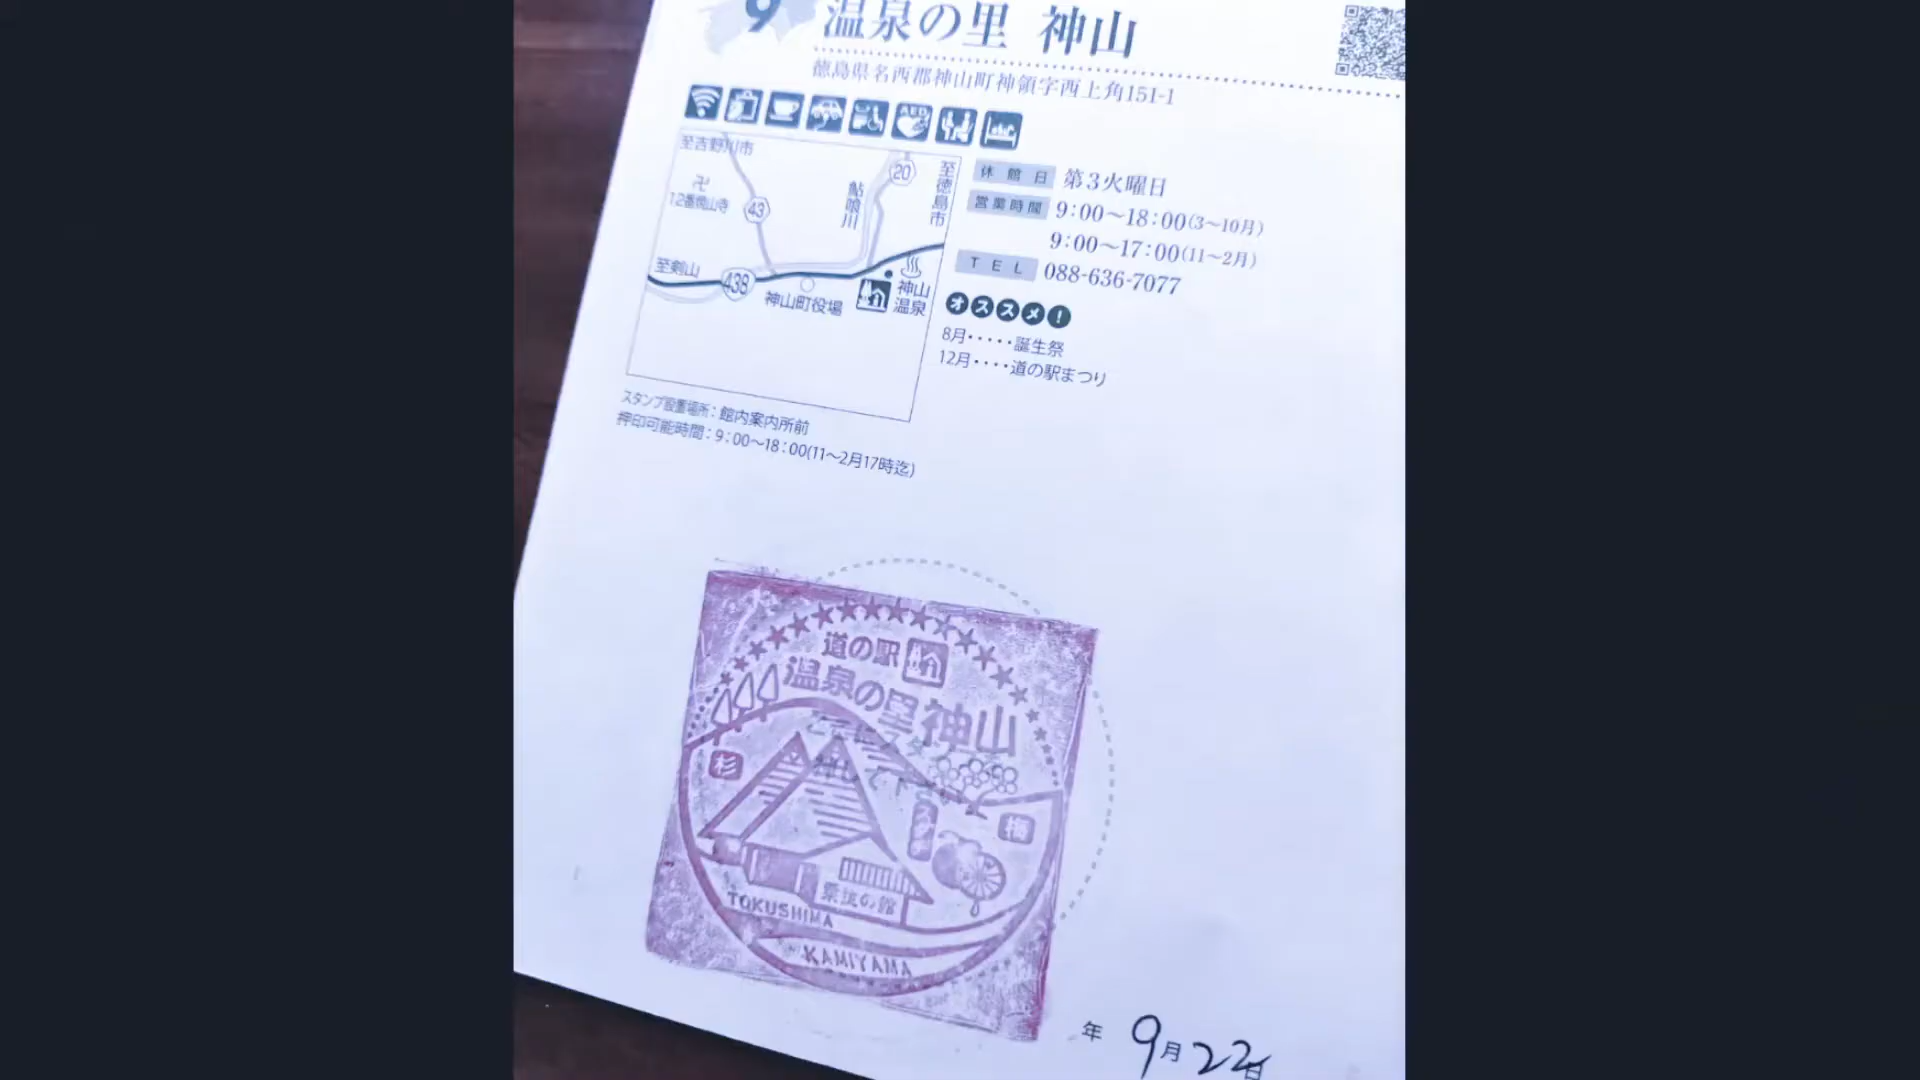 9 温泉の里 神山
徳島県名西郡神山町神領字西上角151-1
AED
至吉野川市
卍
12番焼山寺
43
鮎喰川
20
至徳島市
至剣山
438
神山町役場
神山温泉
休館日 第3火曜日
営業時間 9:00〜18:00(3〜10月)
9:00〜17:00(11〜2月)
TEL 088-636-7077
オススメ!
8月・・・・・誕生祭
12月・・・・道の駅まつり
スタンプ設置場所：館内案内所前
押印可能時間：9:00〜18:00(11〜2月17時迄)
道の駅
温泉の里神山
杉
梅
スダチ
TOKUSHIMA
KAMIYAMA
年 9月22日